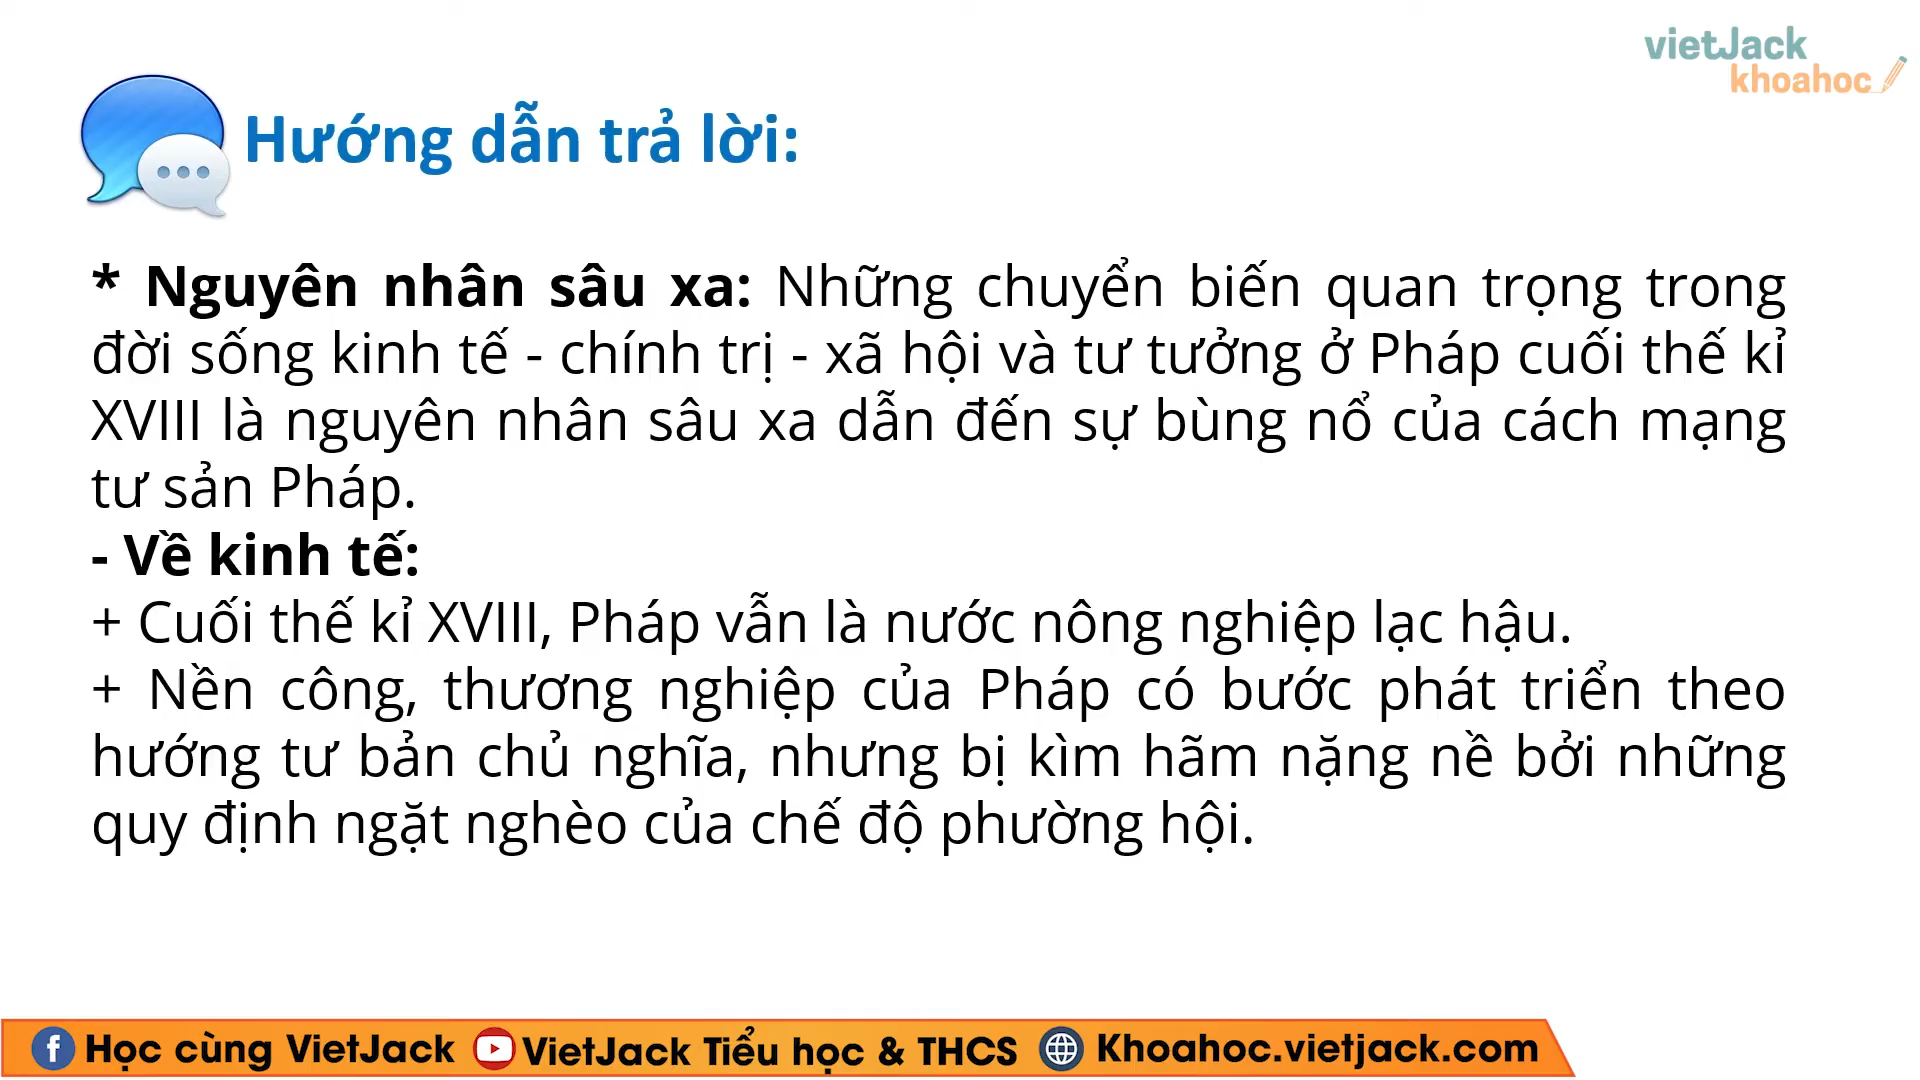 vietJack
khoahoc
Hướng dẫn trả lời:
* Nguyên nhân sâu xa: Những chuyển biến quan trọng trong
đời sống kinh tế - chính trị - xã hội và tư tưởng ở Pháp cuối thế kỉ
XVIII là nguyên nhân sâu xa dẫn đến sự bùng nổ của cách mạng
tư sản Pháp.
- Về kinh tế:
+ Cuối thế kỉ XVIII, Pháp vẫn là nước nông nghiệp lạc hậu.
+ Nền công, thương nghiệp của Pháp có bước phát triển theo
hướng tư bản chủ nghĩa, nhưng bị kìm hãm nặng nề bởi những
quy định ngặt nghèo của chế độ phường hội.
Học cùng VietJack VietJack Tiểu học & THCS Khoahoc.vietjack.com